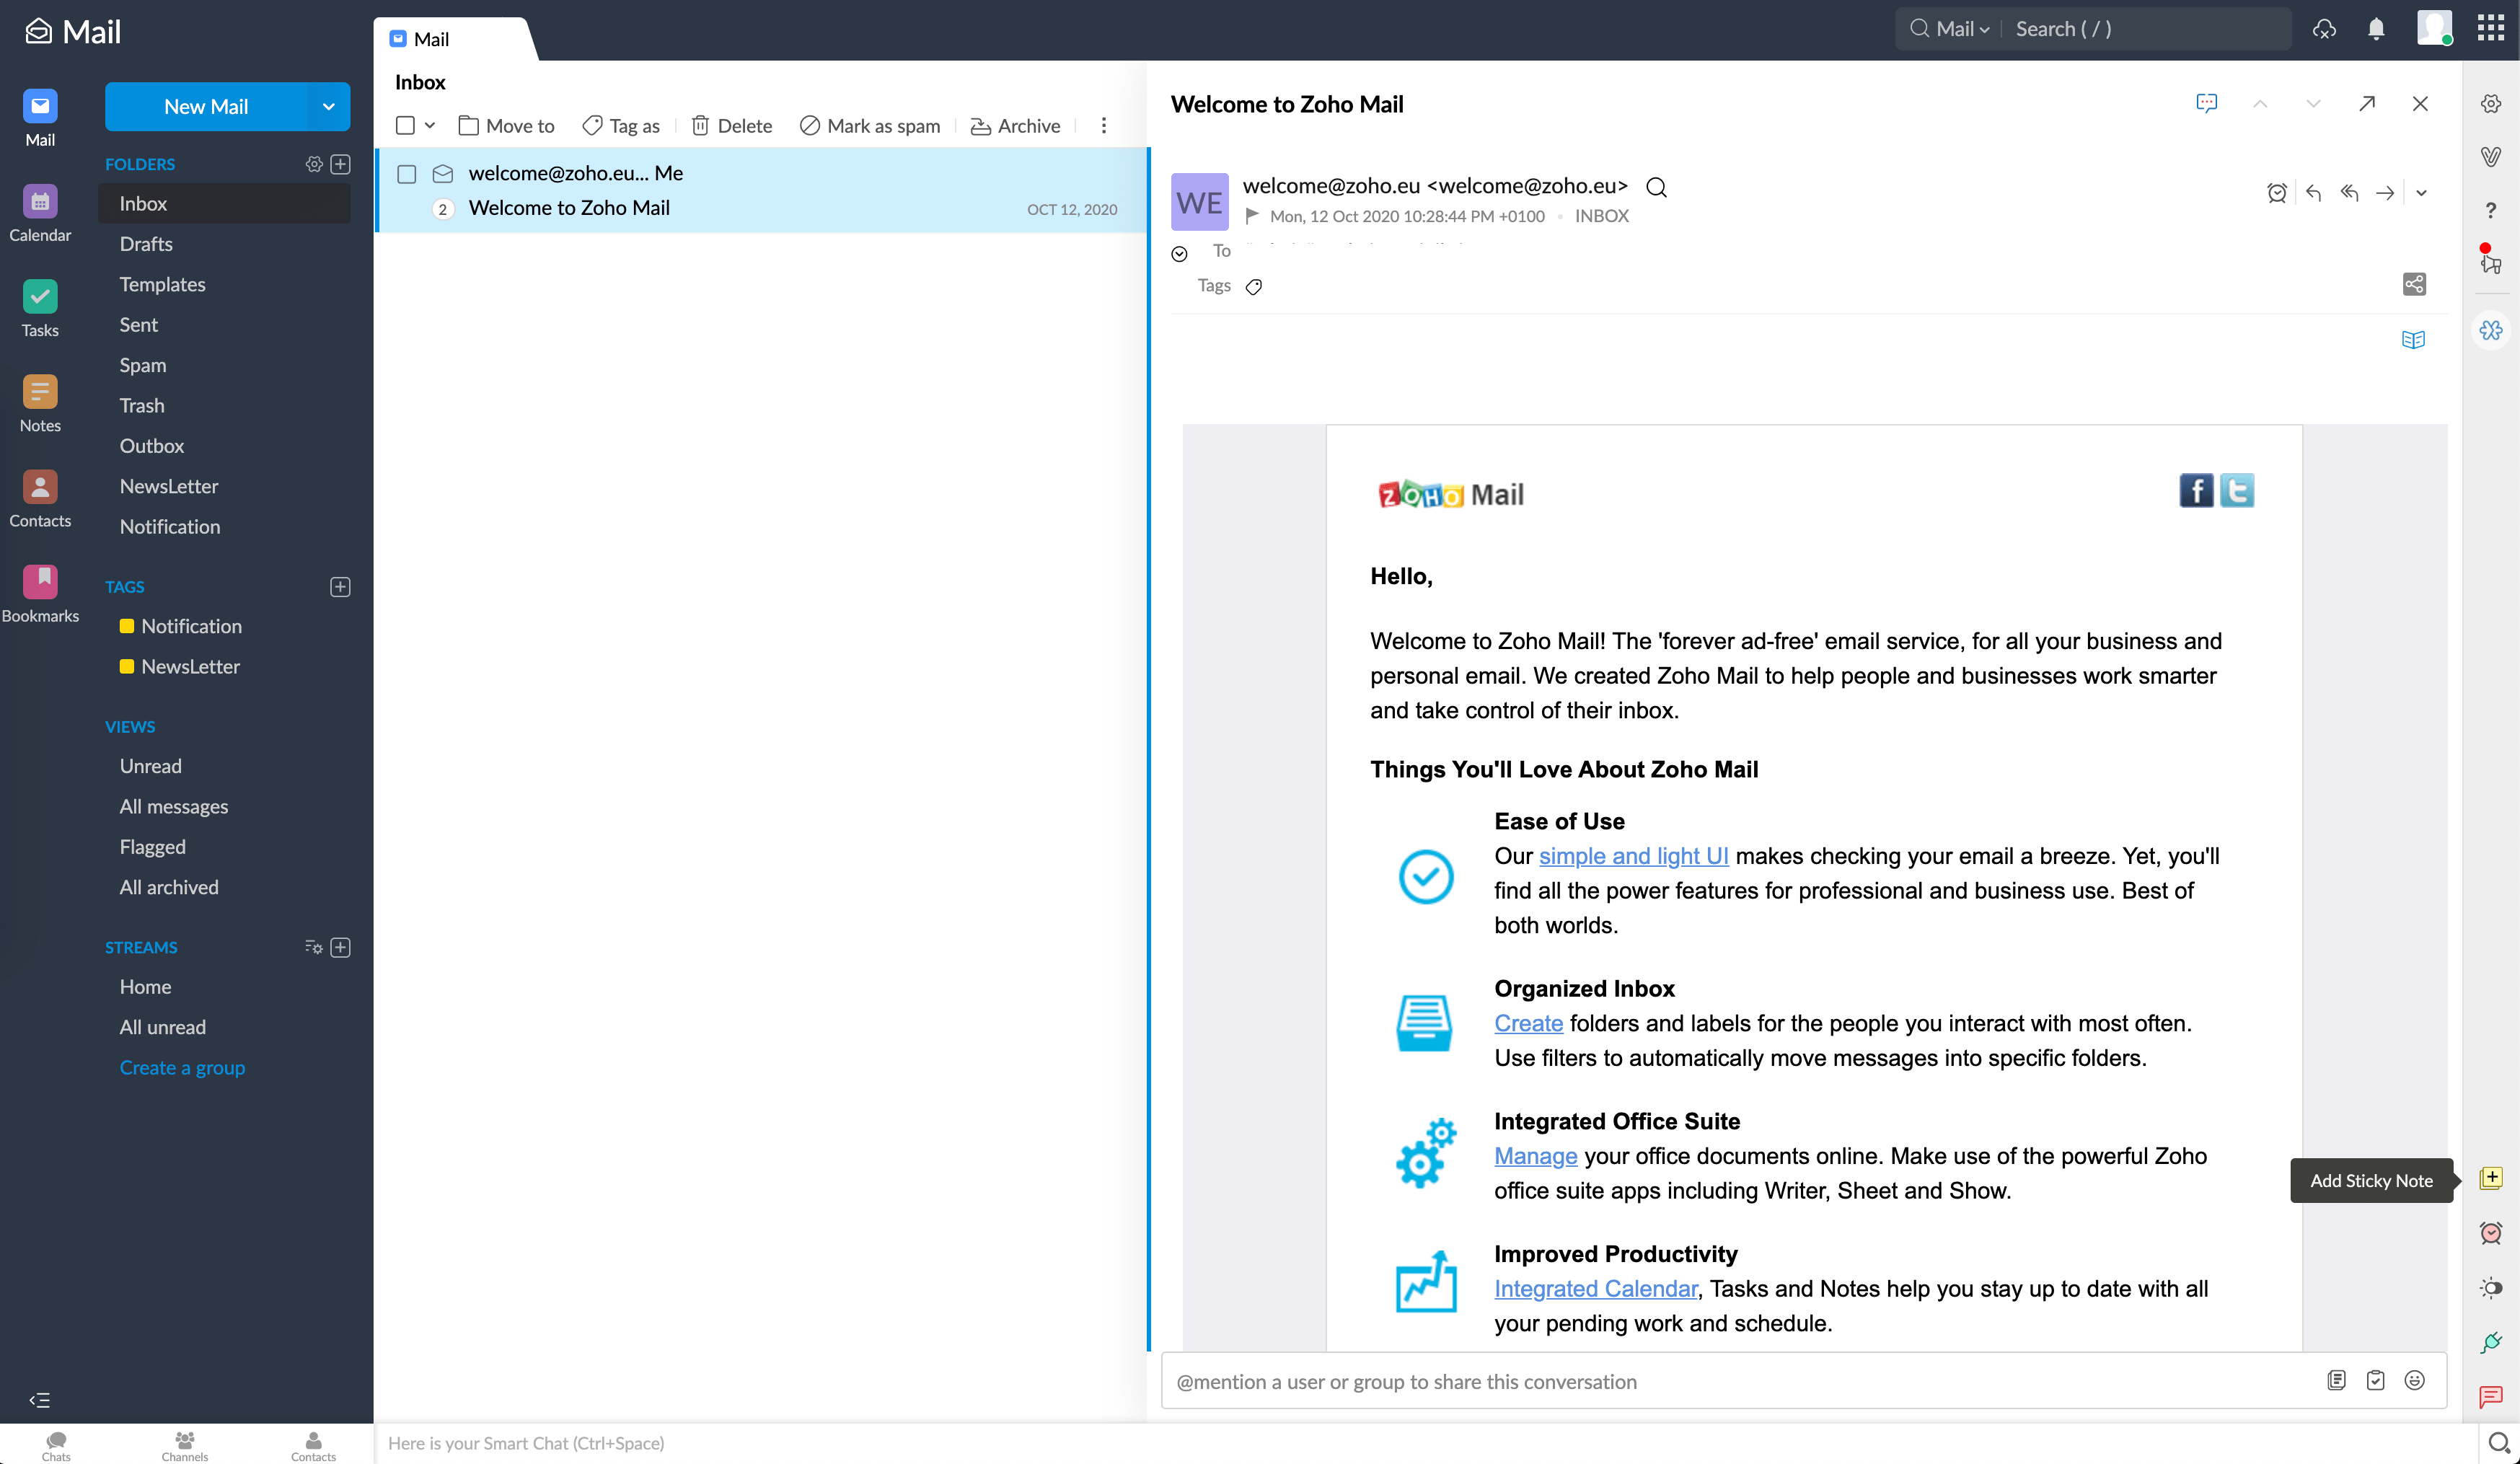 Mail
Mail
Mail
Search ( / )
Mail
Calendar
Tasks
Notes
Contacts
Bookmarks
New Mail
FOLDERS
Inbox
Drafts
Templates
Sent
Spam
Trash
Outbox
NewsLetter
Notification
TAGS
Notification
NewsLetter
VIEWS
Unread
All messages
Flagged
All archived
STREAMS
Home
All unread
Create a group
Inbox
Move to
Tag as
Delete
Mark as spam
Archive
welcome@zoho.eu... Me
2
Welcome to Zoho Mail
OCT 12, 2020
Welcome to Zoho Mail
WE
welcome@zoho.eu <welcome@zoho.eu>
Mon, 12 Oct 2020 10:28:44 PM +0100 • INBOX
To
Tags
ZOHO Mail
f t
Hello,
Welcome to Zoho Mail! The 'forever ad-free' email service, for all your business and
personal email. We created Zoho Mail to help people and businesses work smarter
and take control of their inbox.
Things You'll Love About Zoho Mail
Ease of Use
Our simple and light UI makes checking your email a breeze. Yet, you'll
find all the power features for professional and business use. Best of
both worlds.
Organized Inbox
Create folders and labels for the people you interact with most often.
Use filters to automatically move messages into specific folders.
Integrated Office Suite
Manage your office documents online. Make use of the powerful Zoho
office suite apps including Writer, Sheet and Show.
Improved Productivity
Integrated Calendar, Tasks and Notes help you stay up to date with all
your pending work and schedule.
Add Sticky Note
@mention a user or group to share this conversation
Chats
Channels
Contacts
Here is your Smart Chat (Ctrl+Space)